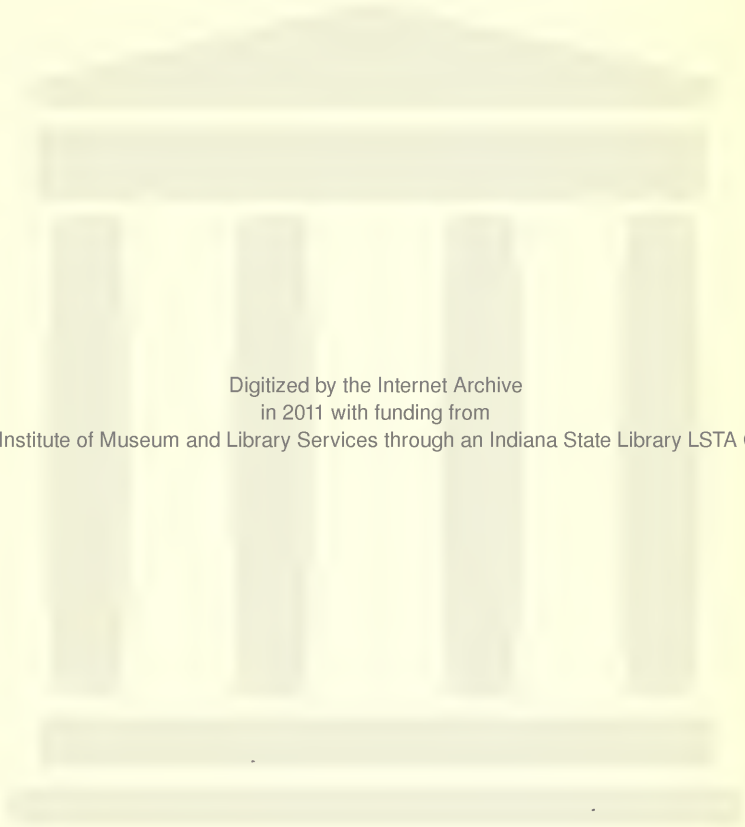 Digitized by the Internet Archive
in 2011 with funding from
Institute of Museum and Library Services through an Indiana State Library LSTA